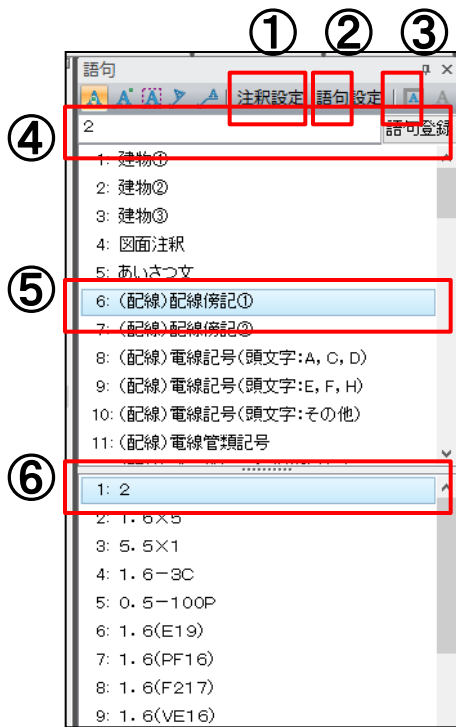 ① ② ③
語句
A A A 注釈設定 語句設定 A A
④
2 語句登録
1: 建物①
2: 建物②
3: 建物③
4: 図面注釈
5: あいさつ文
⑤
6: (配線)配線傍記①
7: (配線)配線傍記②
8: (配線)電線記号(頭文字:A, C, D)
9: (配線)電線記号(頭文字:E, F, H)
10: (配線)電線記号(頭文字:その他)
11: (配線)電線管類記号
⑥
1: 2
2: 1.6×5
3: 5.5×1
4: 1.6−3C
5: 0.5−100P
6: 1.6(E19)
7: 1.6(PF16)
8: 1.6(F217)
9: 1.6(VE16)